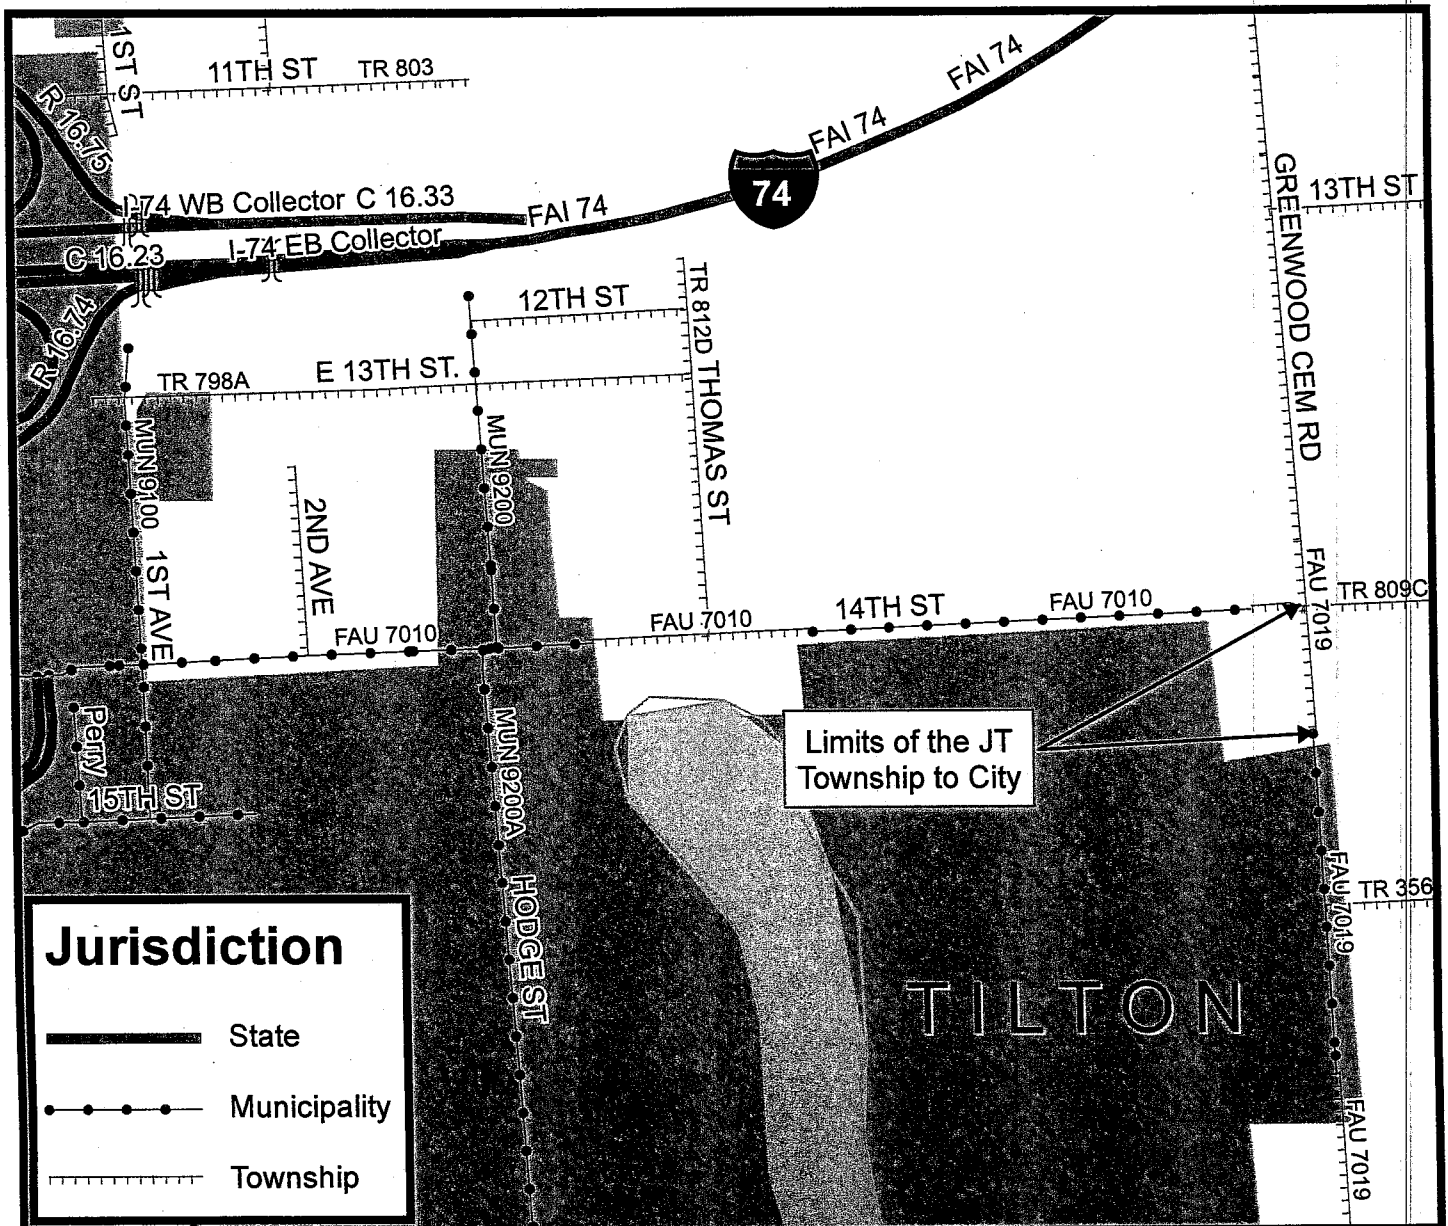 1ST ST
11TH ST
TR 803
FAI 74
FAI 74
R 16.75
74
GREENWOOD CEM RD
13TH ST
I-74 WB Collector C 16.33
FAI 74
I-74 EB Collector
C 16.23
R 16.74
12TH ST
TR 812D
THOMAS ST
E 13TH ST.
TR 798A
MUN 9100
1ST AVE
2ND AVE
MUN 9200
FAU 7010
FAU 7010
14TH ST
FAU 7010
FAU 7019
TR 809C
Perry
15TH ST
MUN 9200A
HODGE ST
Limits of the JT
Township to City
FAU 7019
TR 356
TILTON
FAU 7019
Jurisdiction
State
Municipality
Township